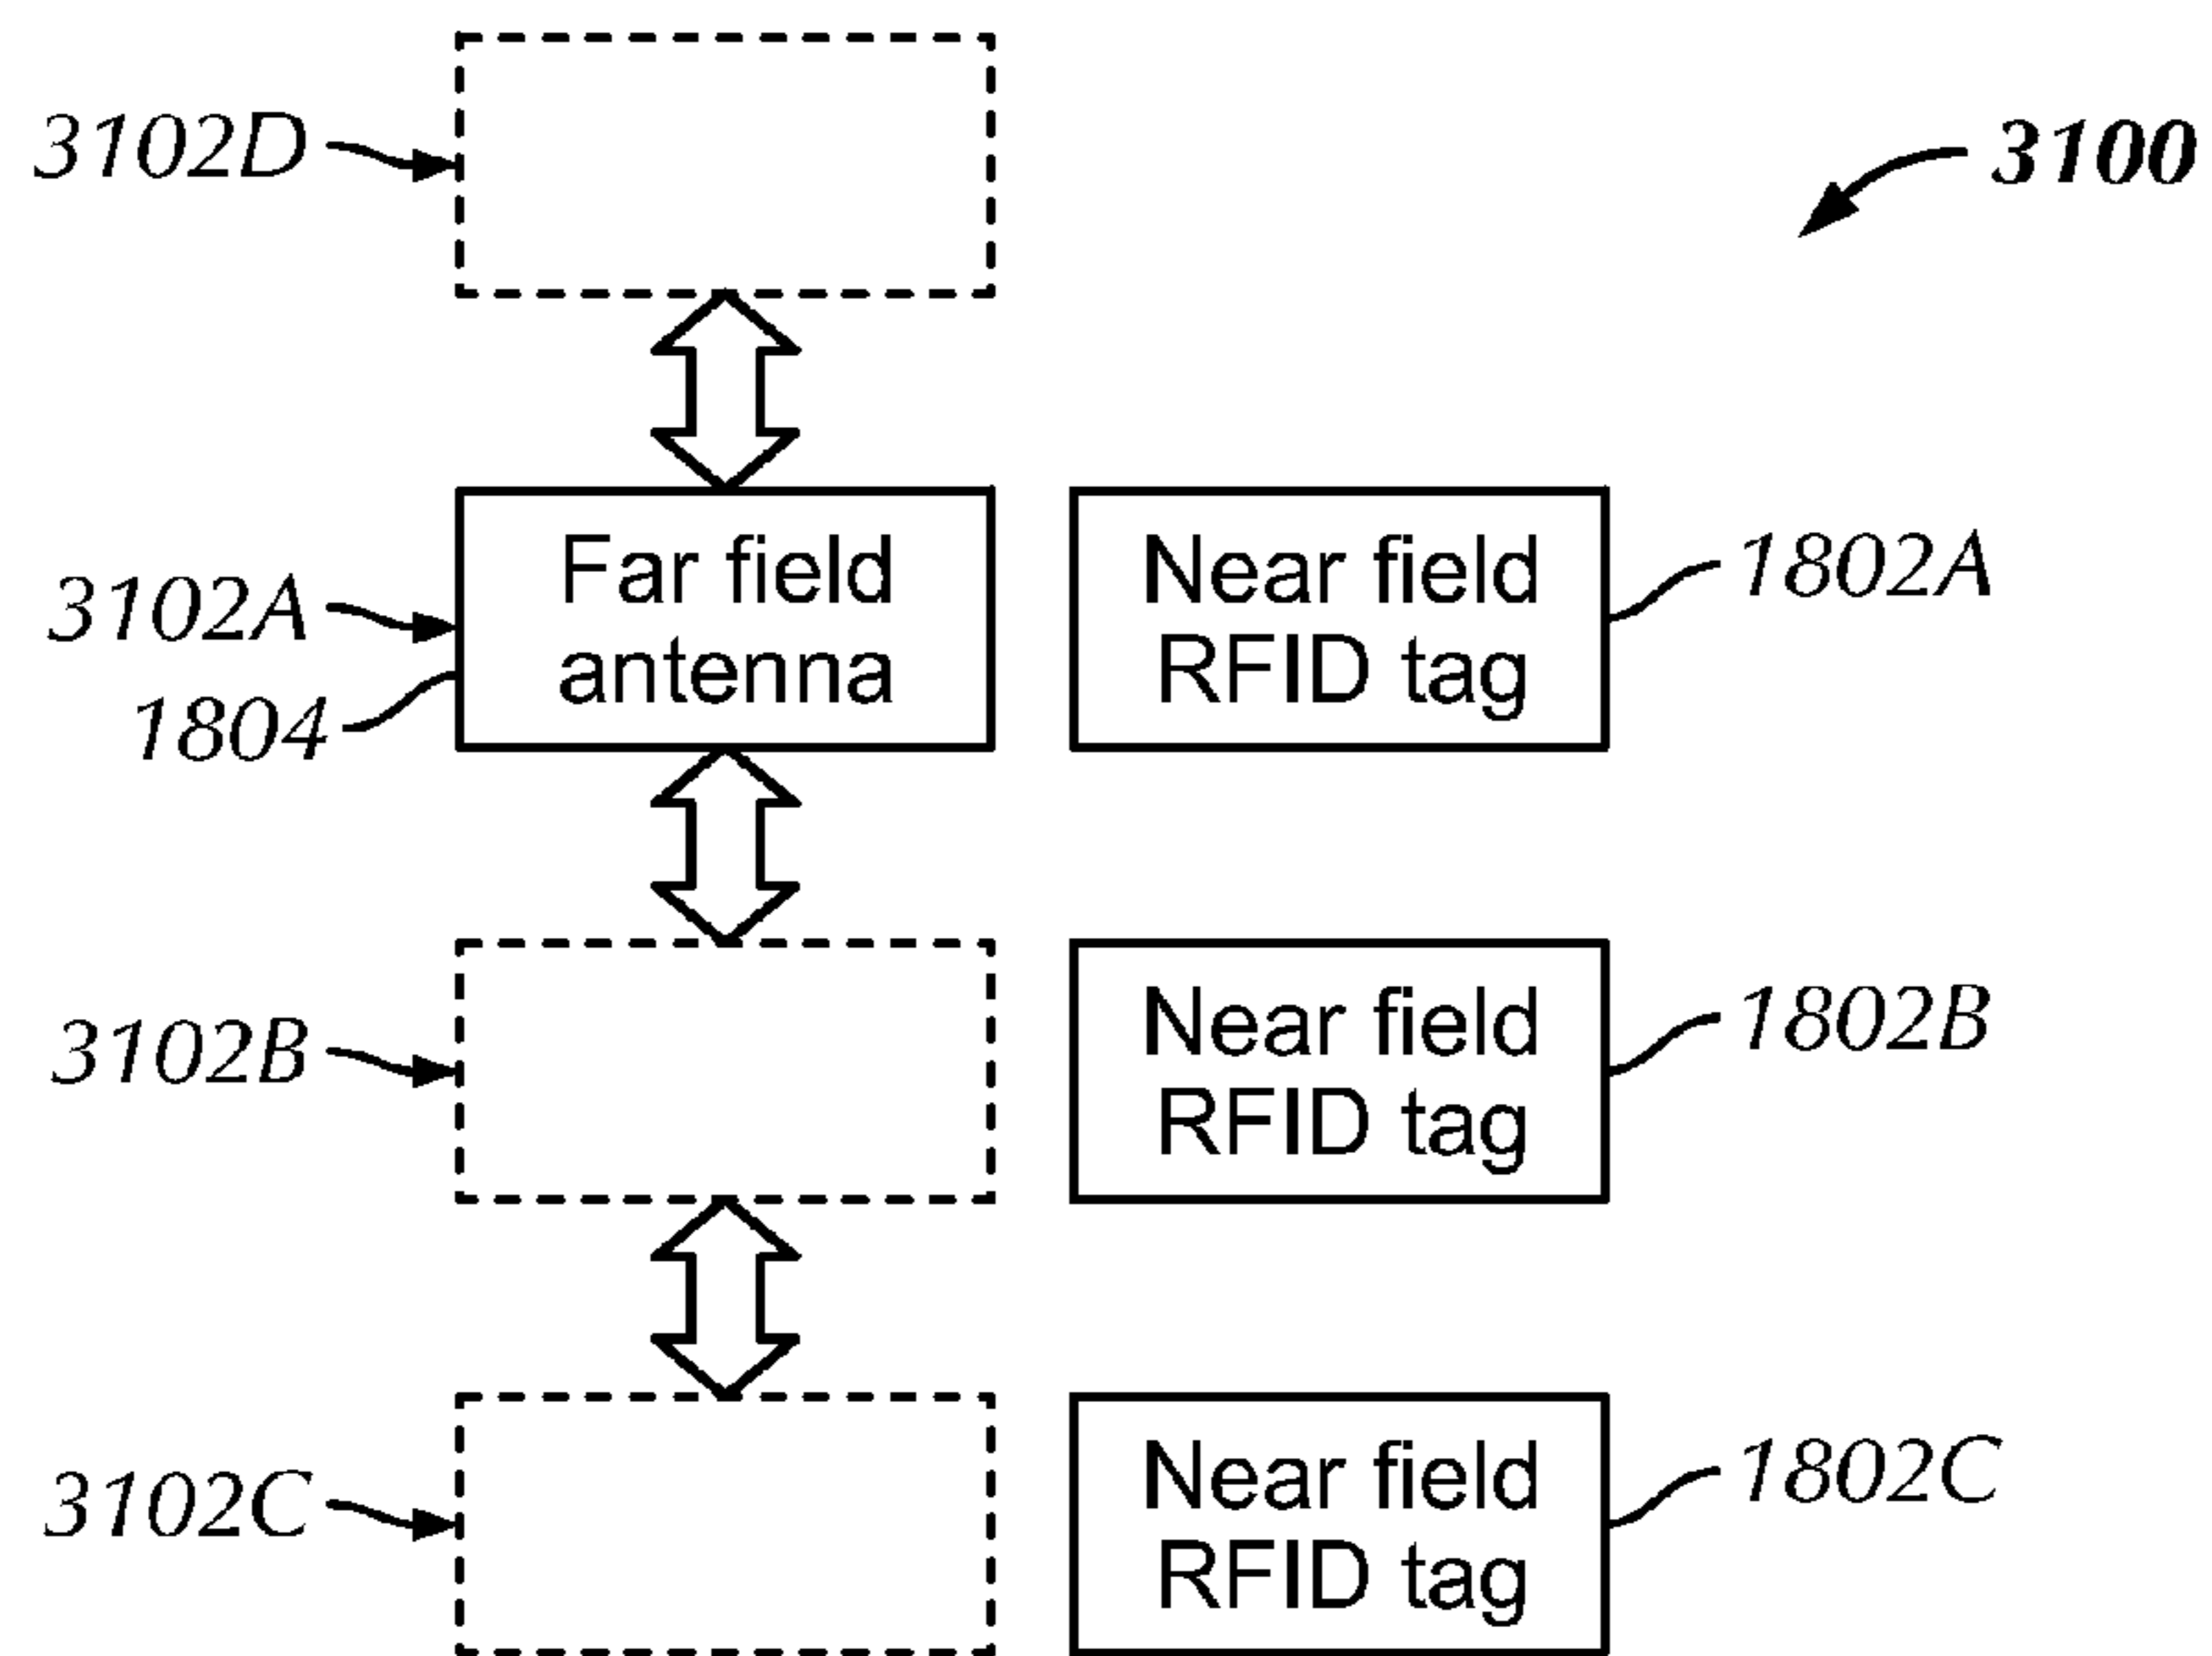 3102D
3100
Far field
antenna
Near field
RFID tag
1802A
3102A
1804
3102B
Near field
RFID tag
1802B
3102C
Near field
RFID tag
1802C